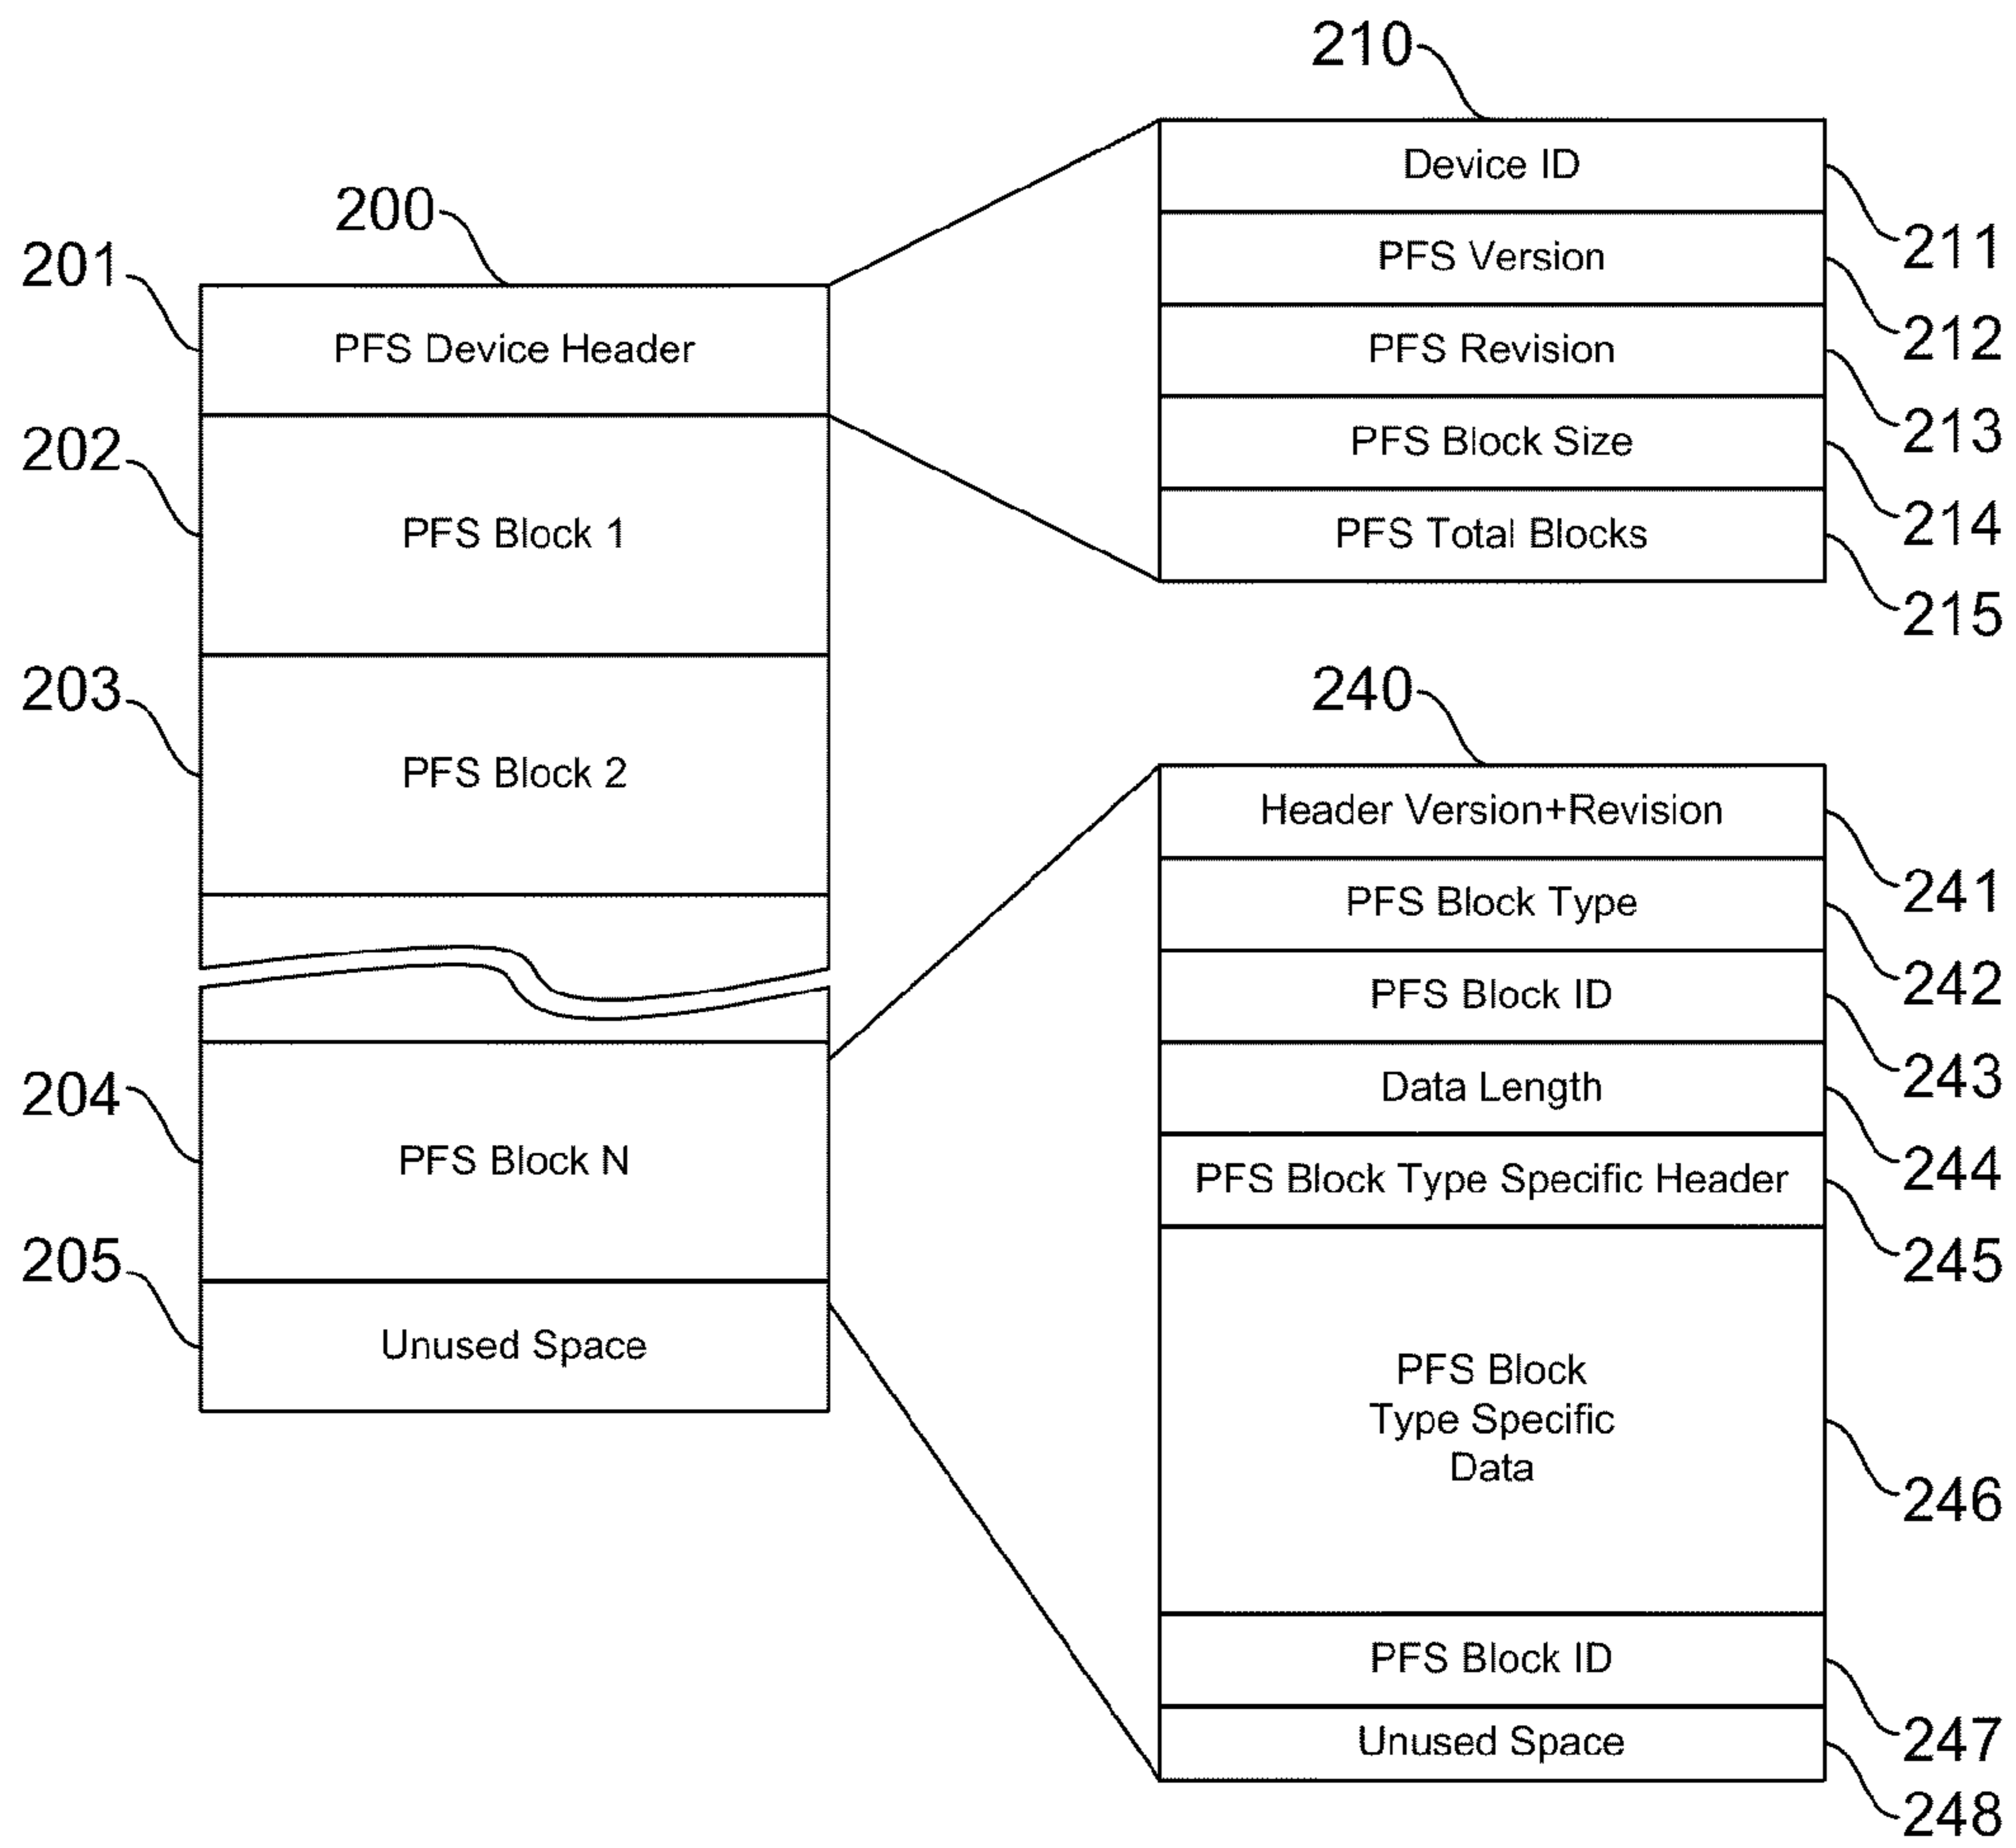 200
201
PFS Device Header
202
PFS Block 1
203
PFS Block 2
204
PFS Block N
205
Unused Space
210
Device ID
211
PFS Version
212
PFS Revision
213
PFS Block Size
214
PFS Total Blocks
215
240
Header Version+Revision
241
PFS Block Type
242
PFS Block ID
243
Data Length
244
PFS Block Type Specific Header
245
PFS Block
Type Specific
Data
246
PFS Block ID
247
Unused Space
248